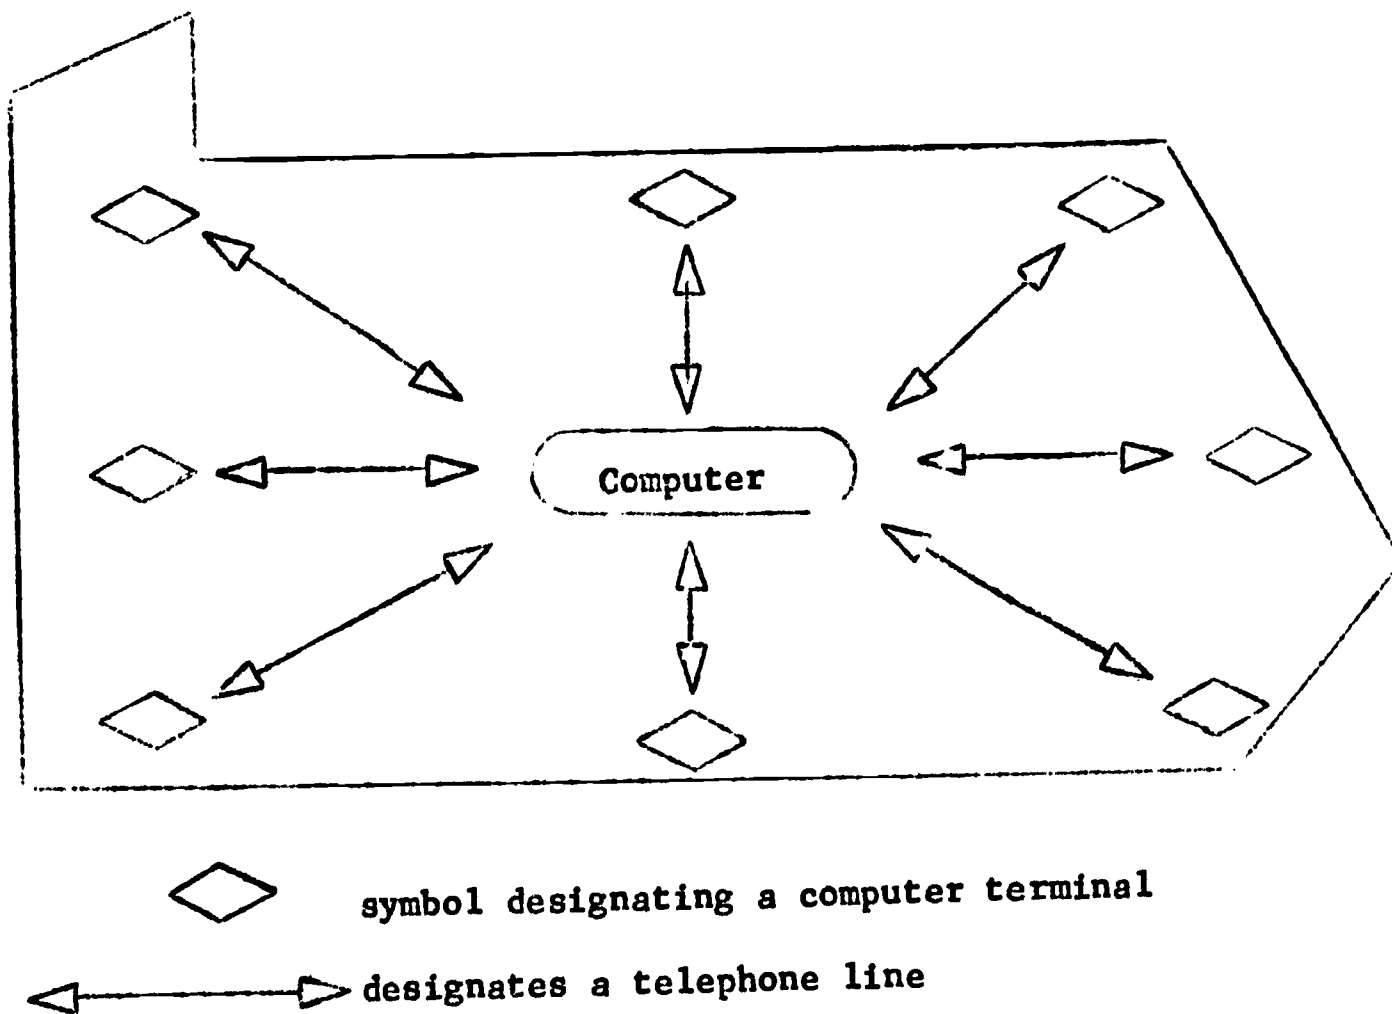 Computer
symbol designating a computer terminal
designates a telephone line